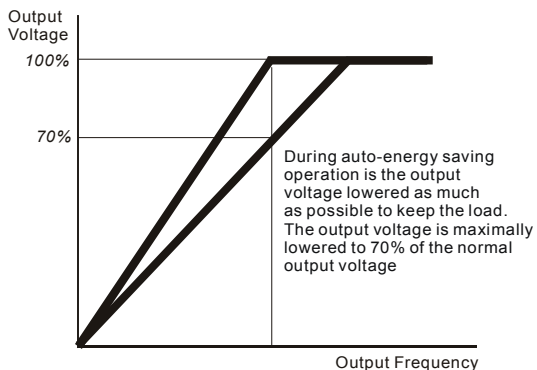 Output
Voltage
100%
70%
During auto-energy saving
operation is the output
voltage lowered as much
as possible to keep the load.
The output voltage is maximally
lowered to 70% of the normal
output voltage
Output Frequency